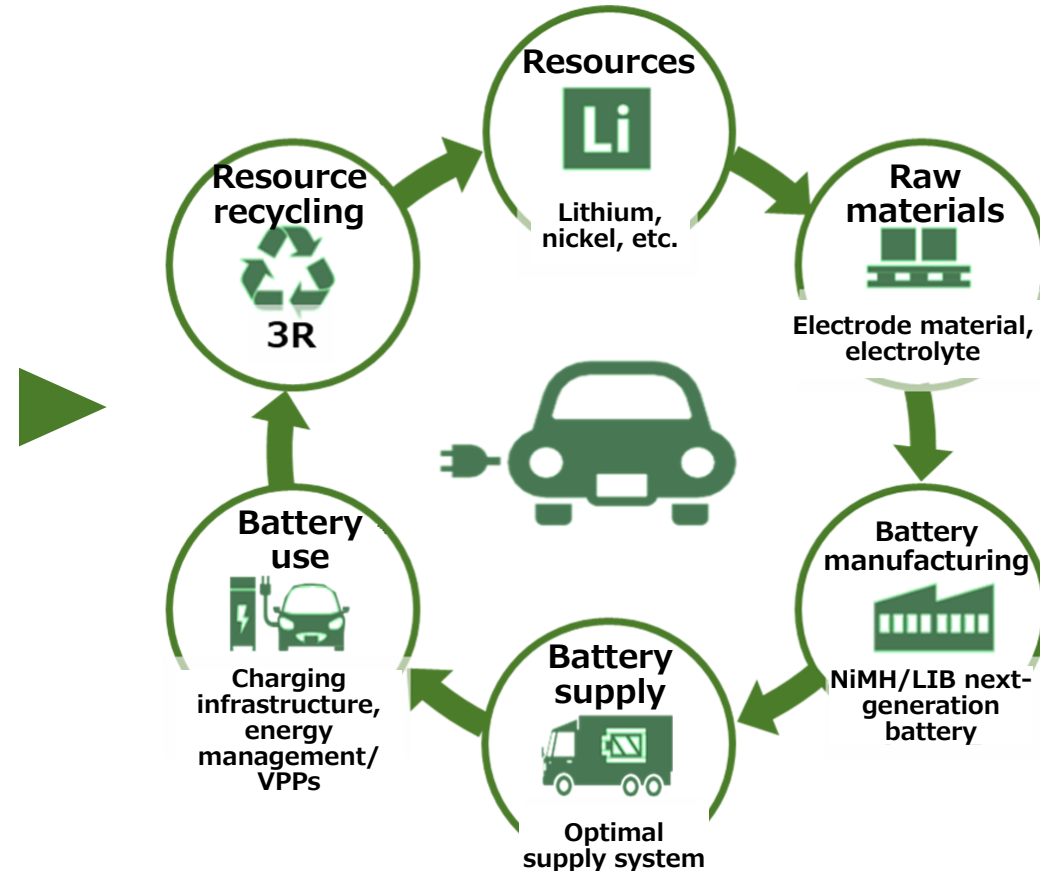 Resources
Li
Lithium,
nickel, etc.
Raw
materials
Electrode material,
electrolyte
Battery
manufacturing
NiMH/LIB next-
generation
battery
Battery
supply
Optimal
supply system
Battery
use
Charging
infrastructure,
energy
management/
VPPs
Resource
recycling
3R